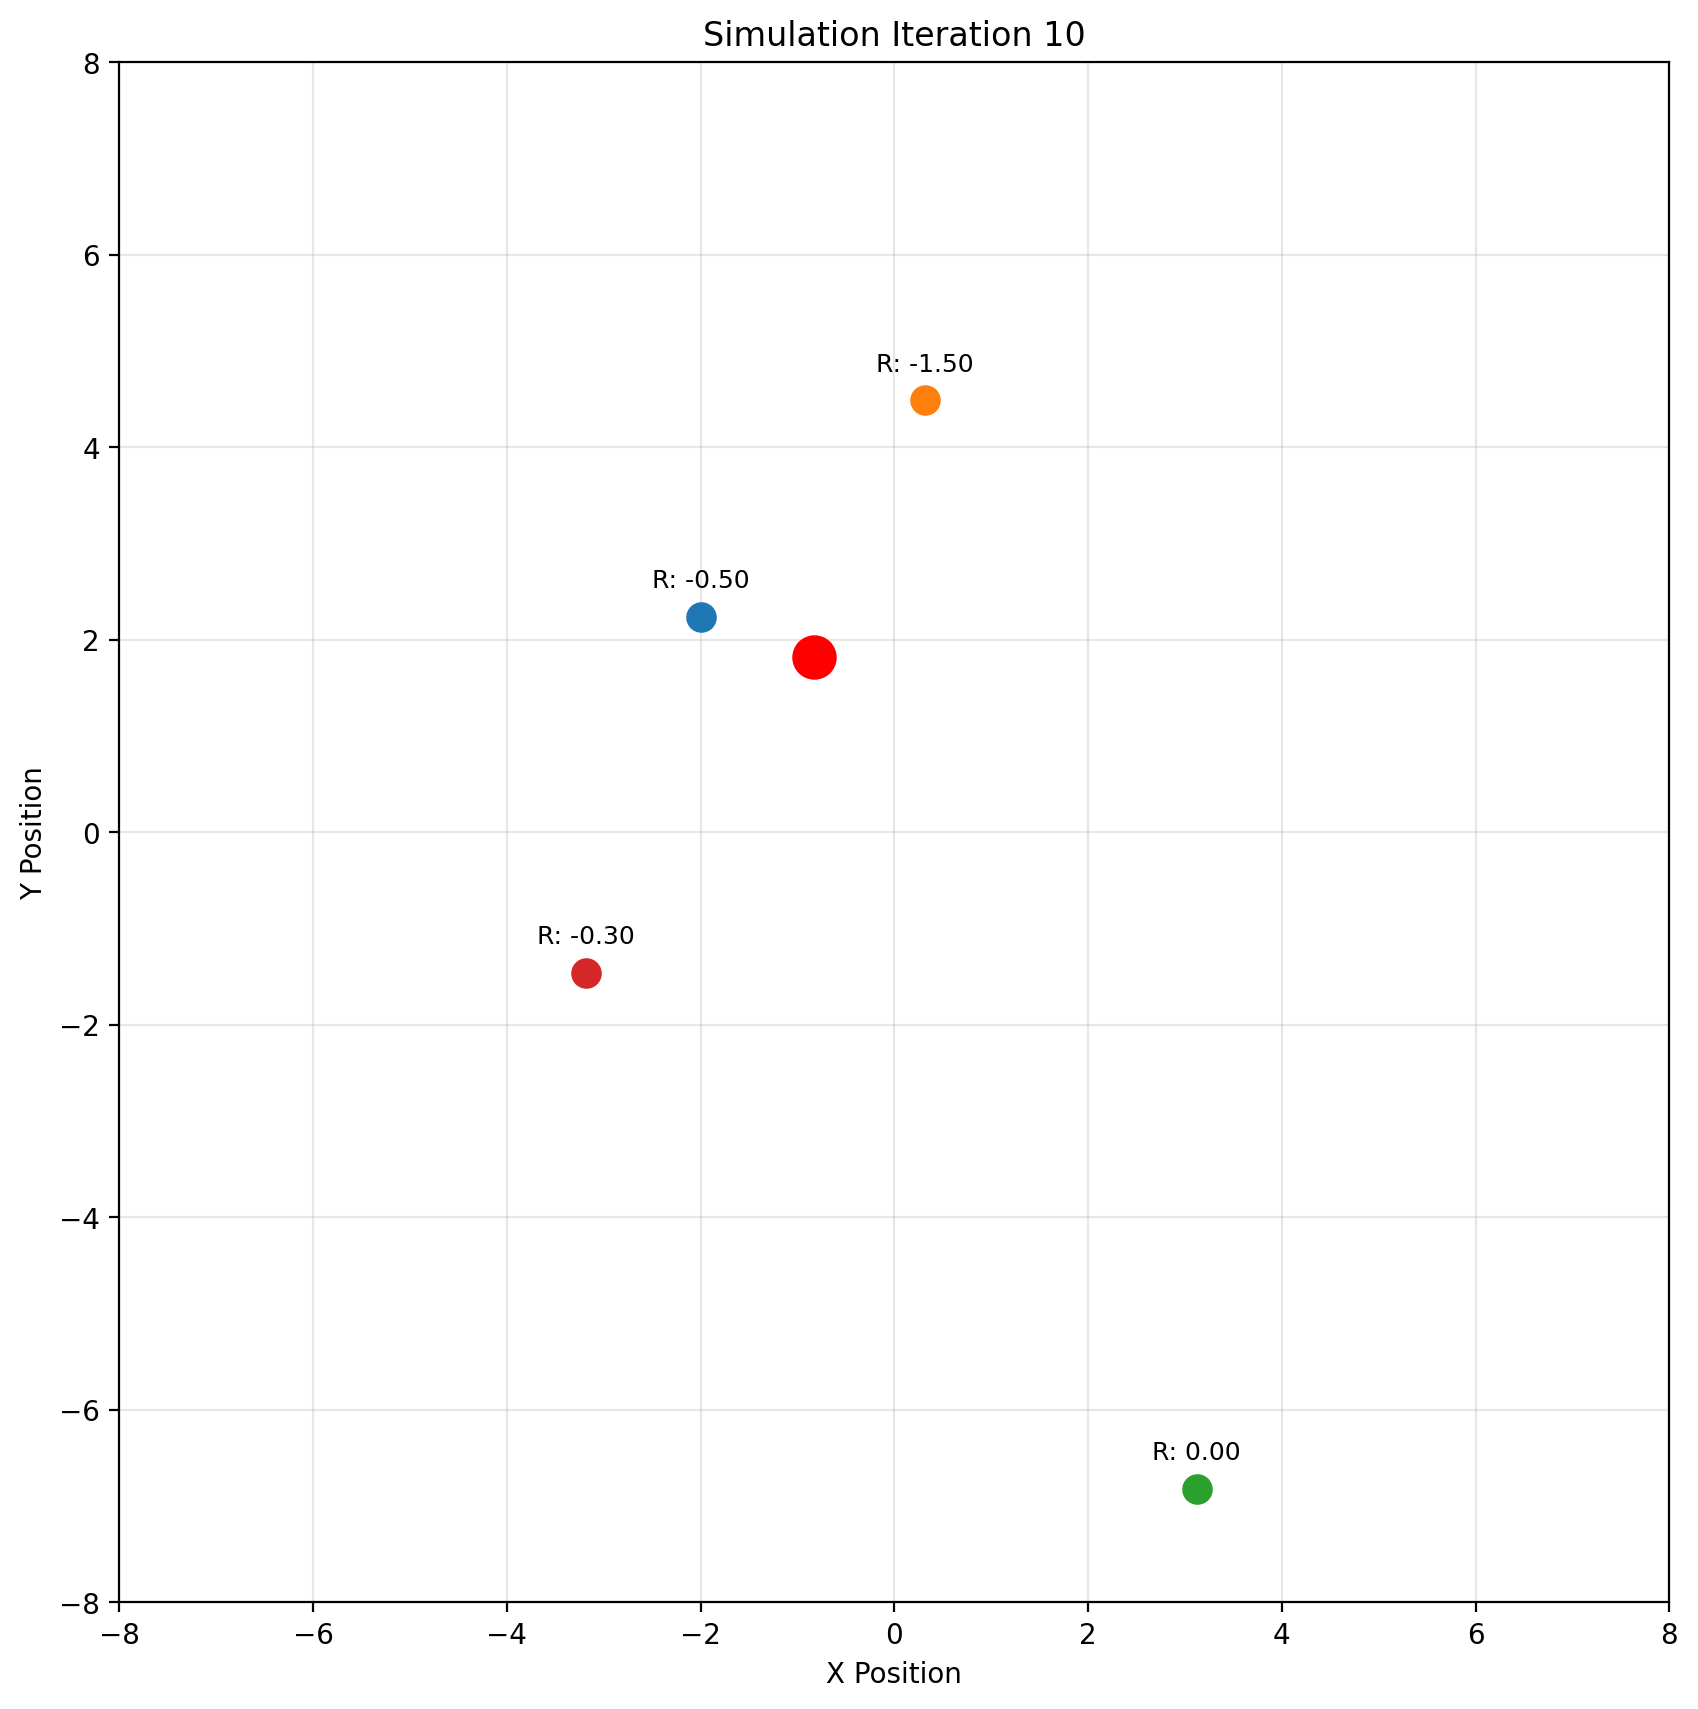 Simulation Iteration 10
8
6
4
2
0
−2
−4
−6
−8
Y Position
R: -1.50
R: -0.50
R: -0.30
R: 0.00
−8 −6 −4 −2 0 2 4 6 8
X Position